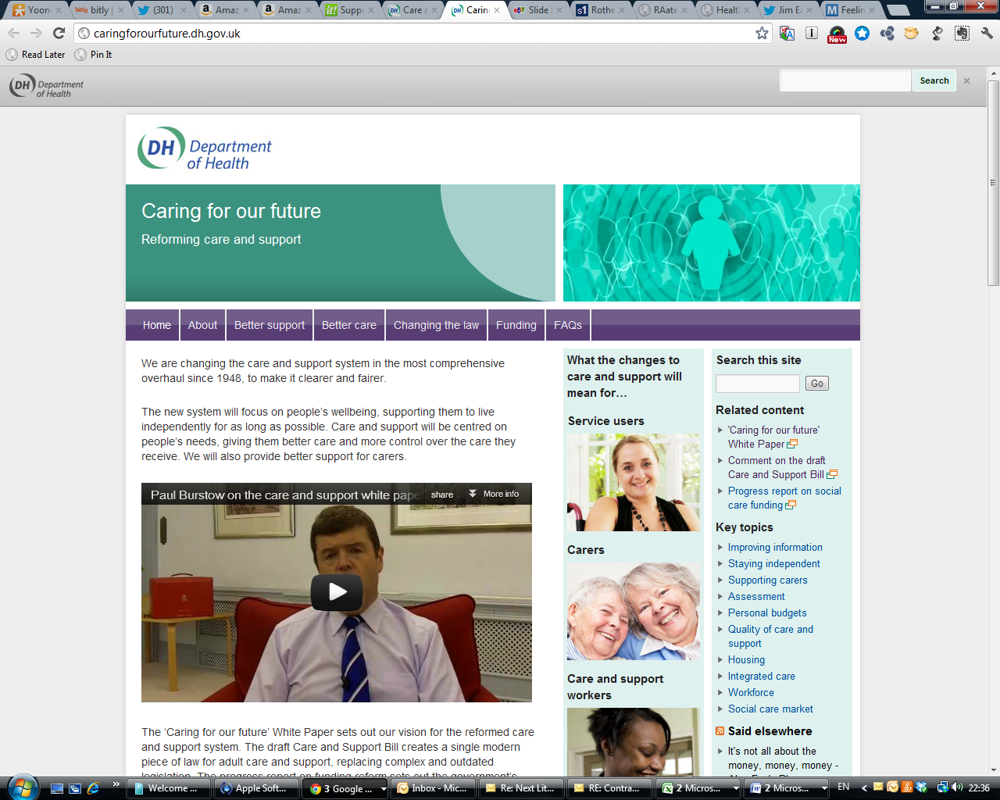 Yoon
bitly |
(301)
Amaz
Amaz
Suppo
Care a
Carin
Slide
Rothe
RAate
Healt
Jim E
Feelin
caringforourfuture.dh.gov.uk
New
Read Later
Pin It
DH Department
of Health
Search
DH Department
of Health
Caring for our future
Reforming care and support
Home
About
Better support
Better care
Changing the law
Funding
FAQs
We are changing the care and support system in the most comprehensive
overhaul since 1948, to make it clearer and fairer.
The new system will focus on people's wellbeing, supporting them to live
independently for as long as possible. Care and support will be centred on
people's needs, giving them better care and more control over the care they
receive. We will also provide better support for carers.
Paul Burstow on the care and support white pape
share
More info
The 'Caring for our future' White Paper sets out our vision for the reformed care
and support system. The draft Care and Support Bill creates a single modern
piece of law for adult care and support, replacing complex and outdated
legislation. The progress report on funding reform sets out the government's
What the changes to
care and support will
mean for…
Service users
Carers
Care and support
workers
Search this site
Go
Related content
'Caring for our future'
White Paper
Comment on the draft
Care and Support Bill
Progress report on social
care funding
Key topics
Improving information
Staying independent
Supporting carers
Assessment
Personal budgets
Quality of care and
support
Housing
Integrated care
Workforce
Social care market
Said elsewhere
It's not all about the
money, money, money -
Welcome ...
Apple Soft...
3 Google ...
Inbox - Mic...
Re: Next Lit...
RE: Contra...
2 Micros...
2 Micros...
EN
22:36